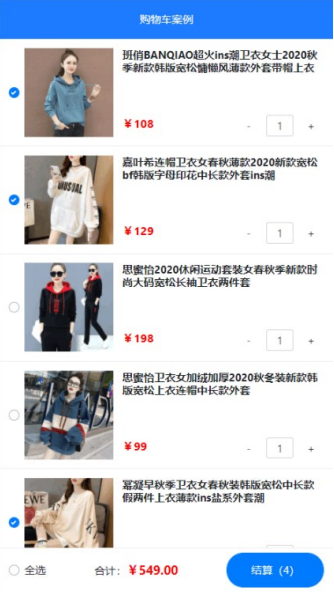 购物车案例
班俏BANQIAO超火ins潮卫衣女士2020秋
季新款韩版宽松慵懒风薄款外套带帽上衣
￥108
- 1 +
嘉叶希连帽卫衣女春秋薄款2020新款宽松
bf韩版字母印花中长款外套ins潮
￥129
- 1 +
思蜜怡2020休闲运动套装女春秋季新款时
尚大码宽松长袖卫衣两件套
￥198
- 1 +
思蜜怡卫衣女加绒加厚2020秋冬装新款韩
版宽松上衣连帽中长款外套
￥99
- 1 +
幂凝早秋季卫衣女春秋装韩版宽松中长款
假两件上衣薄款ins盐系外套潮
全选 合计：￥549.00 结算（4）